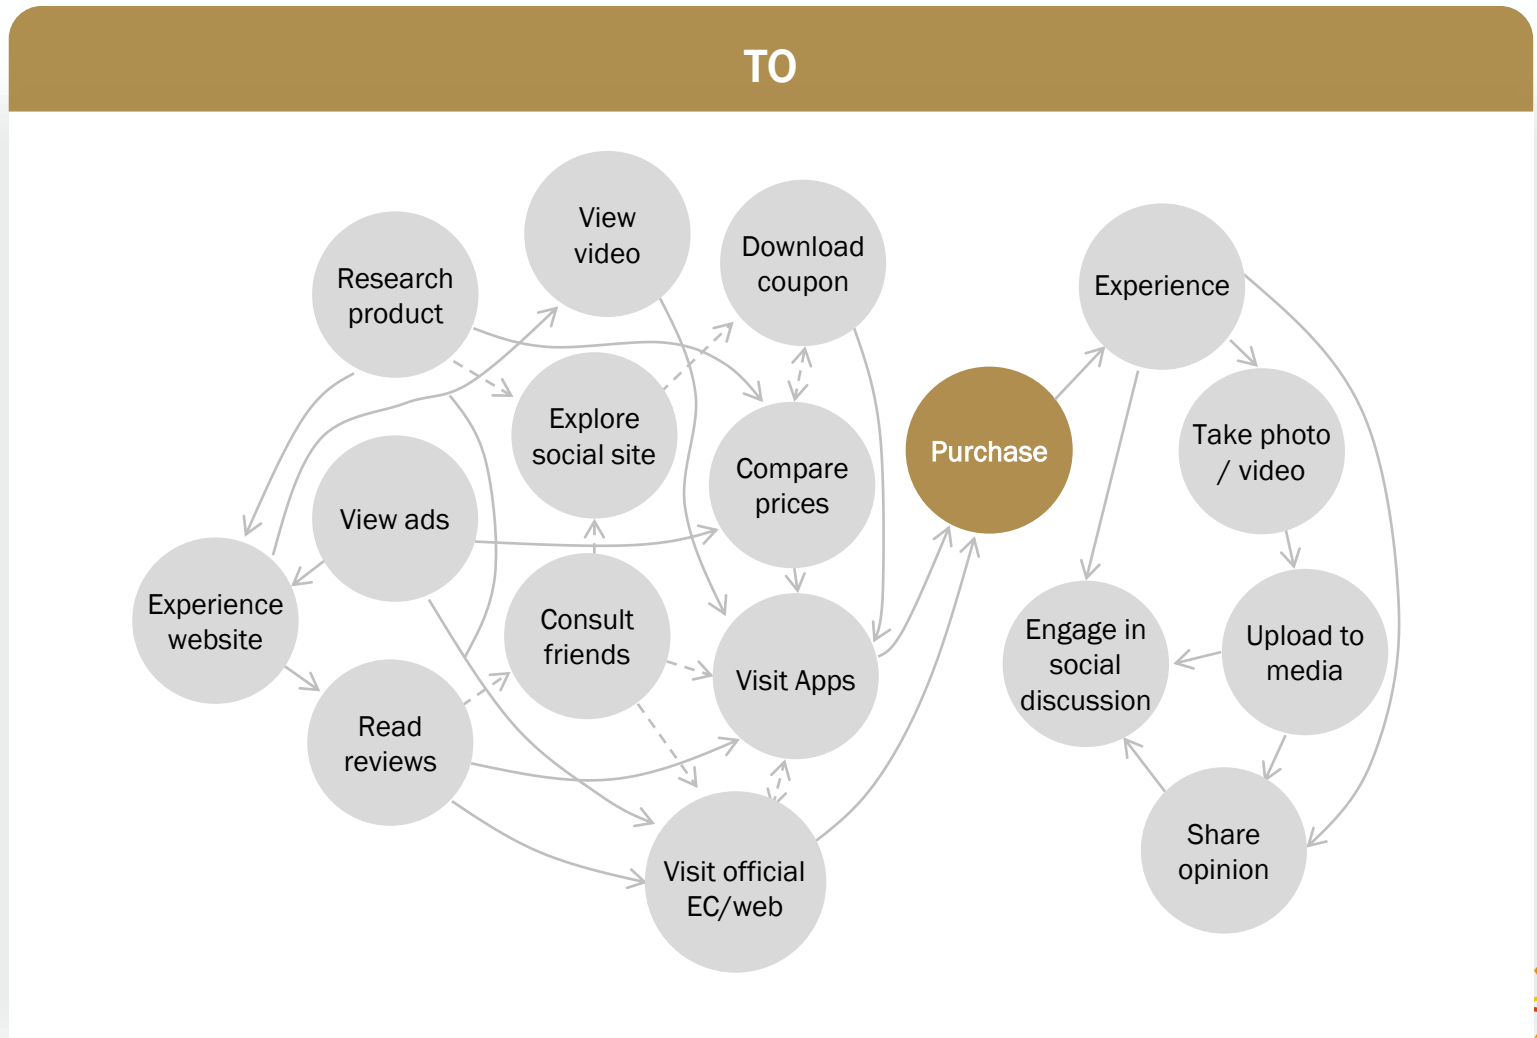 TO
View
video
Download
coupon
Research
product
Experience
Explore
social site
Take photo
/ video
Purchase
Compare
prices
View ads
Experience
website
Consult
friends
Engage in
social
discussion
Upload to
media
Visit Apps
Read
reviews
Share
opinion
Visit official
EC/web